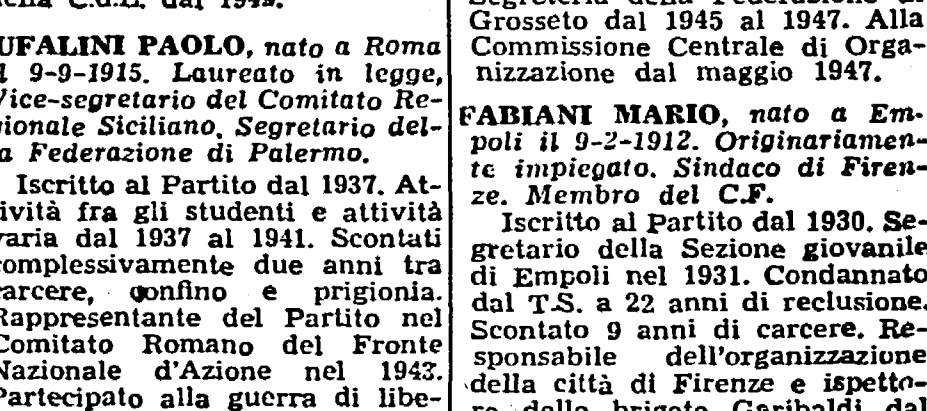 UFALINI PAOLO, nato a Roma
9-9-1915. Laureato in legge,
Vice-segretario del Comitato Re-
gionale Siciliano. Segretario del-
la Federazione di Palermo.
Iscritto al Partito dal 1937. At-
tività fra gli studenti e attività
varia dal 1937 al 1941. Scontati
complessivamente due anni tra
carcere, confino e prigionia.
Rappresentante del Partito nel
Comitato Romano del Fronte
Nazionale d'Azione nel 1943.
Partecipato alla guerra di libe-
Grosseto dal 1945 al 1947. Alla
Commissione Centrale di Orga-
nizzazione dal maggio 1947.
FABIANI MARIO, nato a Em-
poli il 9-2-1912. Originariamen-
te impiegato. Sindaco di Firen-
ze. Membro del C.F.
Iscritto al Partito dal 1930. Se-
gretario della Sezione giovanile
di Empoli nel 1931. Condannato
dal T.S. a 22 anni di reclusione.
Scontato 9 anni di carcere. Re-
sponsabile dell'organizzazione
della città di Firenze e ispetto-